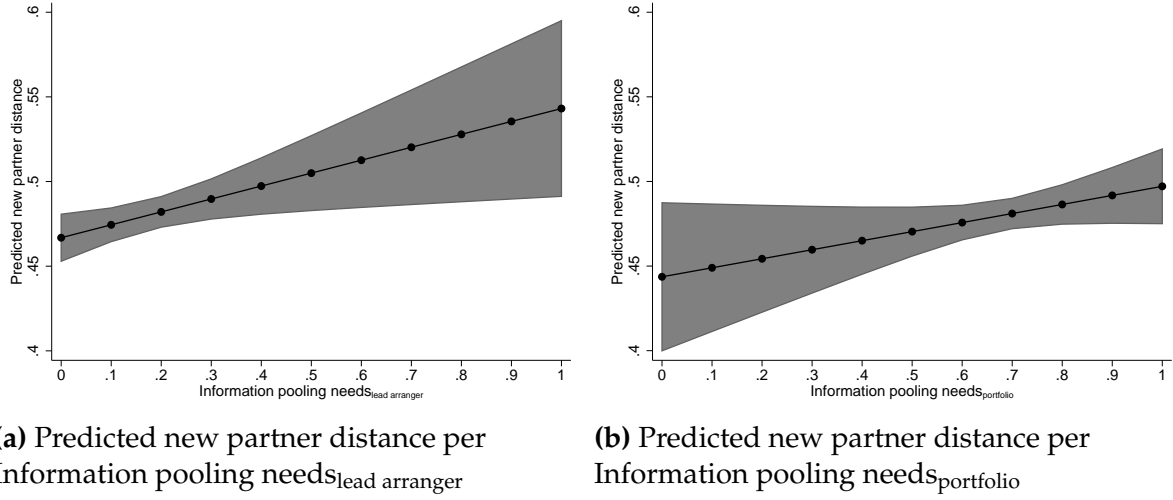 .6
.55
.5
.45
.4
Predicted new partner distance
0 .1 .2 .3 .4 .5 .6 .7 .8 .9 1
Information pooling needslead arranger
.6
.55
.5
.45
.4
Predicted new partner distance
0 .1 .2 .3 .4 .5 .6 .7 .8 .9 1
Information pooling needsportfolio
(a) Predicted new partner distance per
Information pooling needslead arranger
(b) Predicted new partner distance per
Information pooling needsportfolio